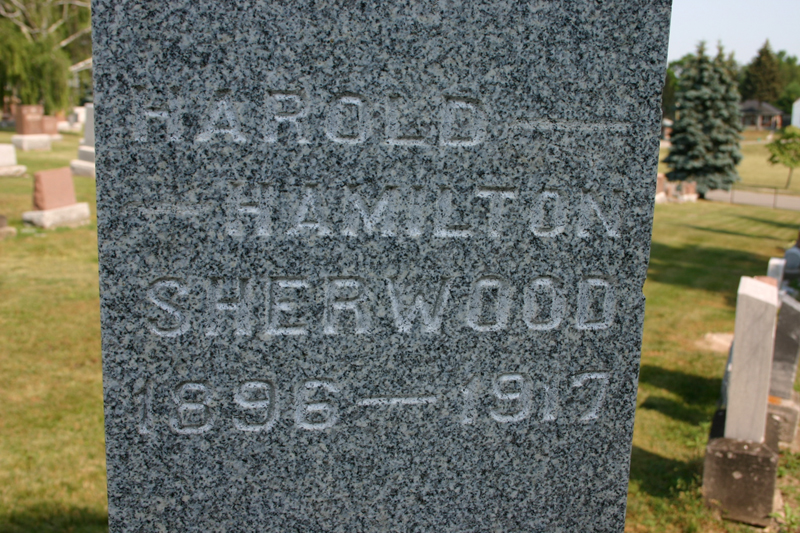 HAROLD —
— HAMILTON
SHERWOOD
1896 — 1917